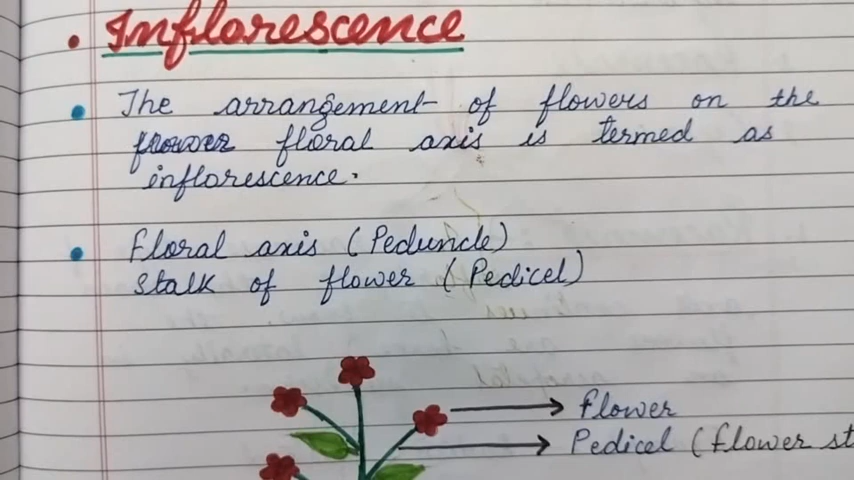 Inflorescence
The arrangement of flowers on the
flower floral axis is termed as
inflorescence.
Floral axis (Peduncle)
Stalk of flower (Pedicel)
flower
Pedicel (flower st